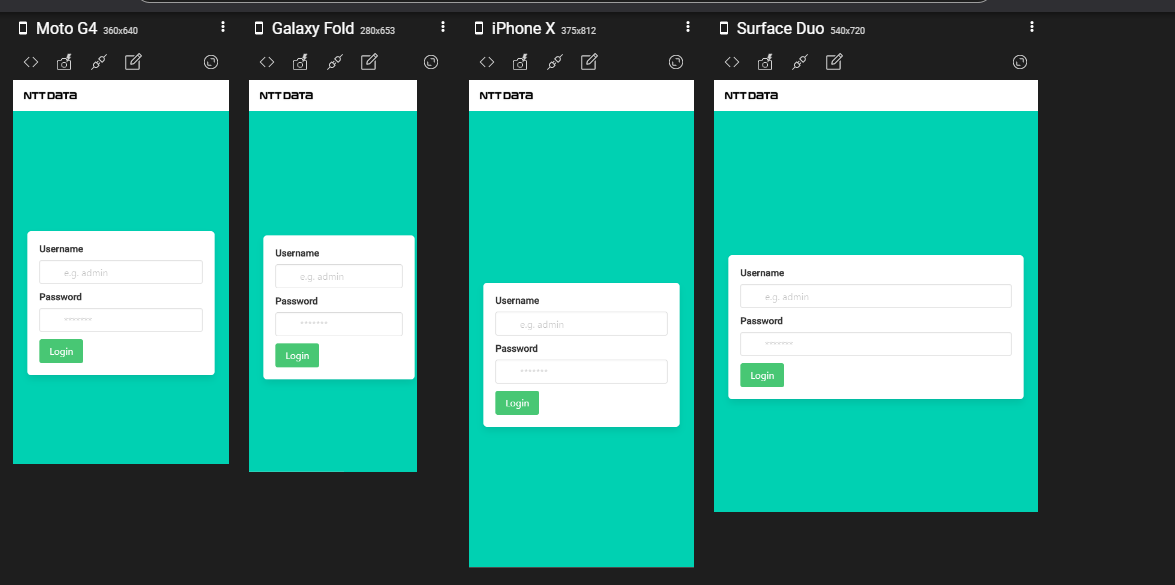 Moto G4 360x640
NTT DATA
Username
e.g. admin
Password
*******
Login
Galaxy Fold 280x653
NTT DATA
Username
e.g. admin
Password
*******
Login
iPhone X 375x812
NTT DATA
Username
e.g. admin
Password
*******
Login
Surface Duo 540x720
NTT DATA
Username
e.g. admin
Password
*******
Login